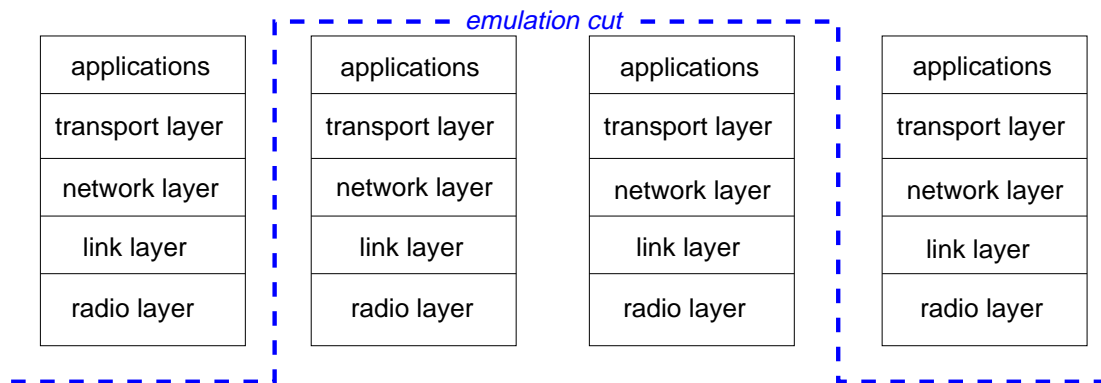 emulation cut
applications
transport layer
network layer
link layer
radio layer
applications
transport layer
network layer
link layer
radio layer
applications
transport layer
network layer
link layer
radio layer
applications
transport layer
network layer
link layer
radio layer